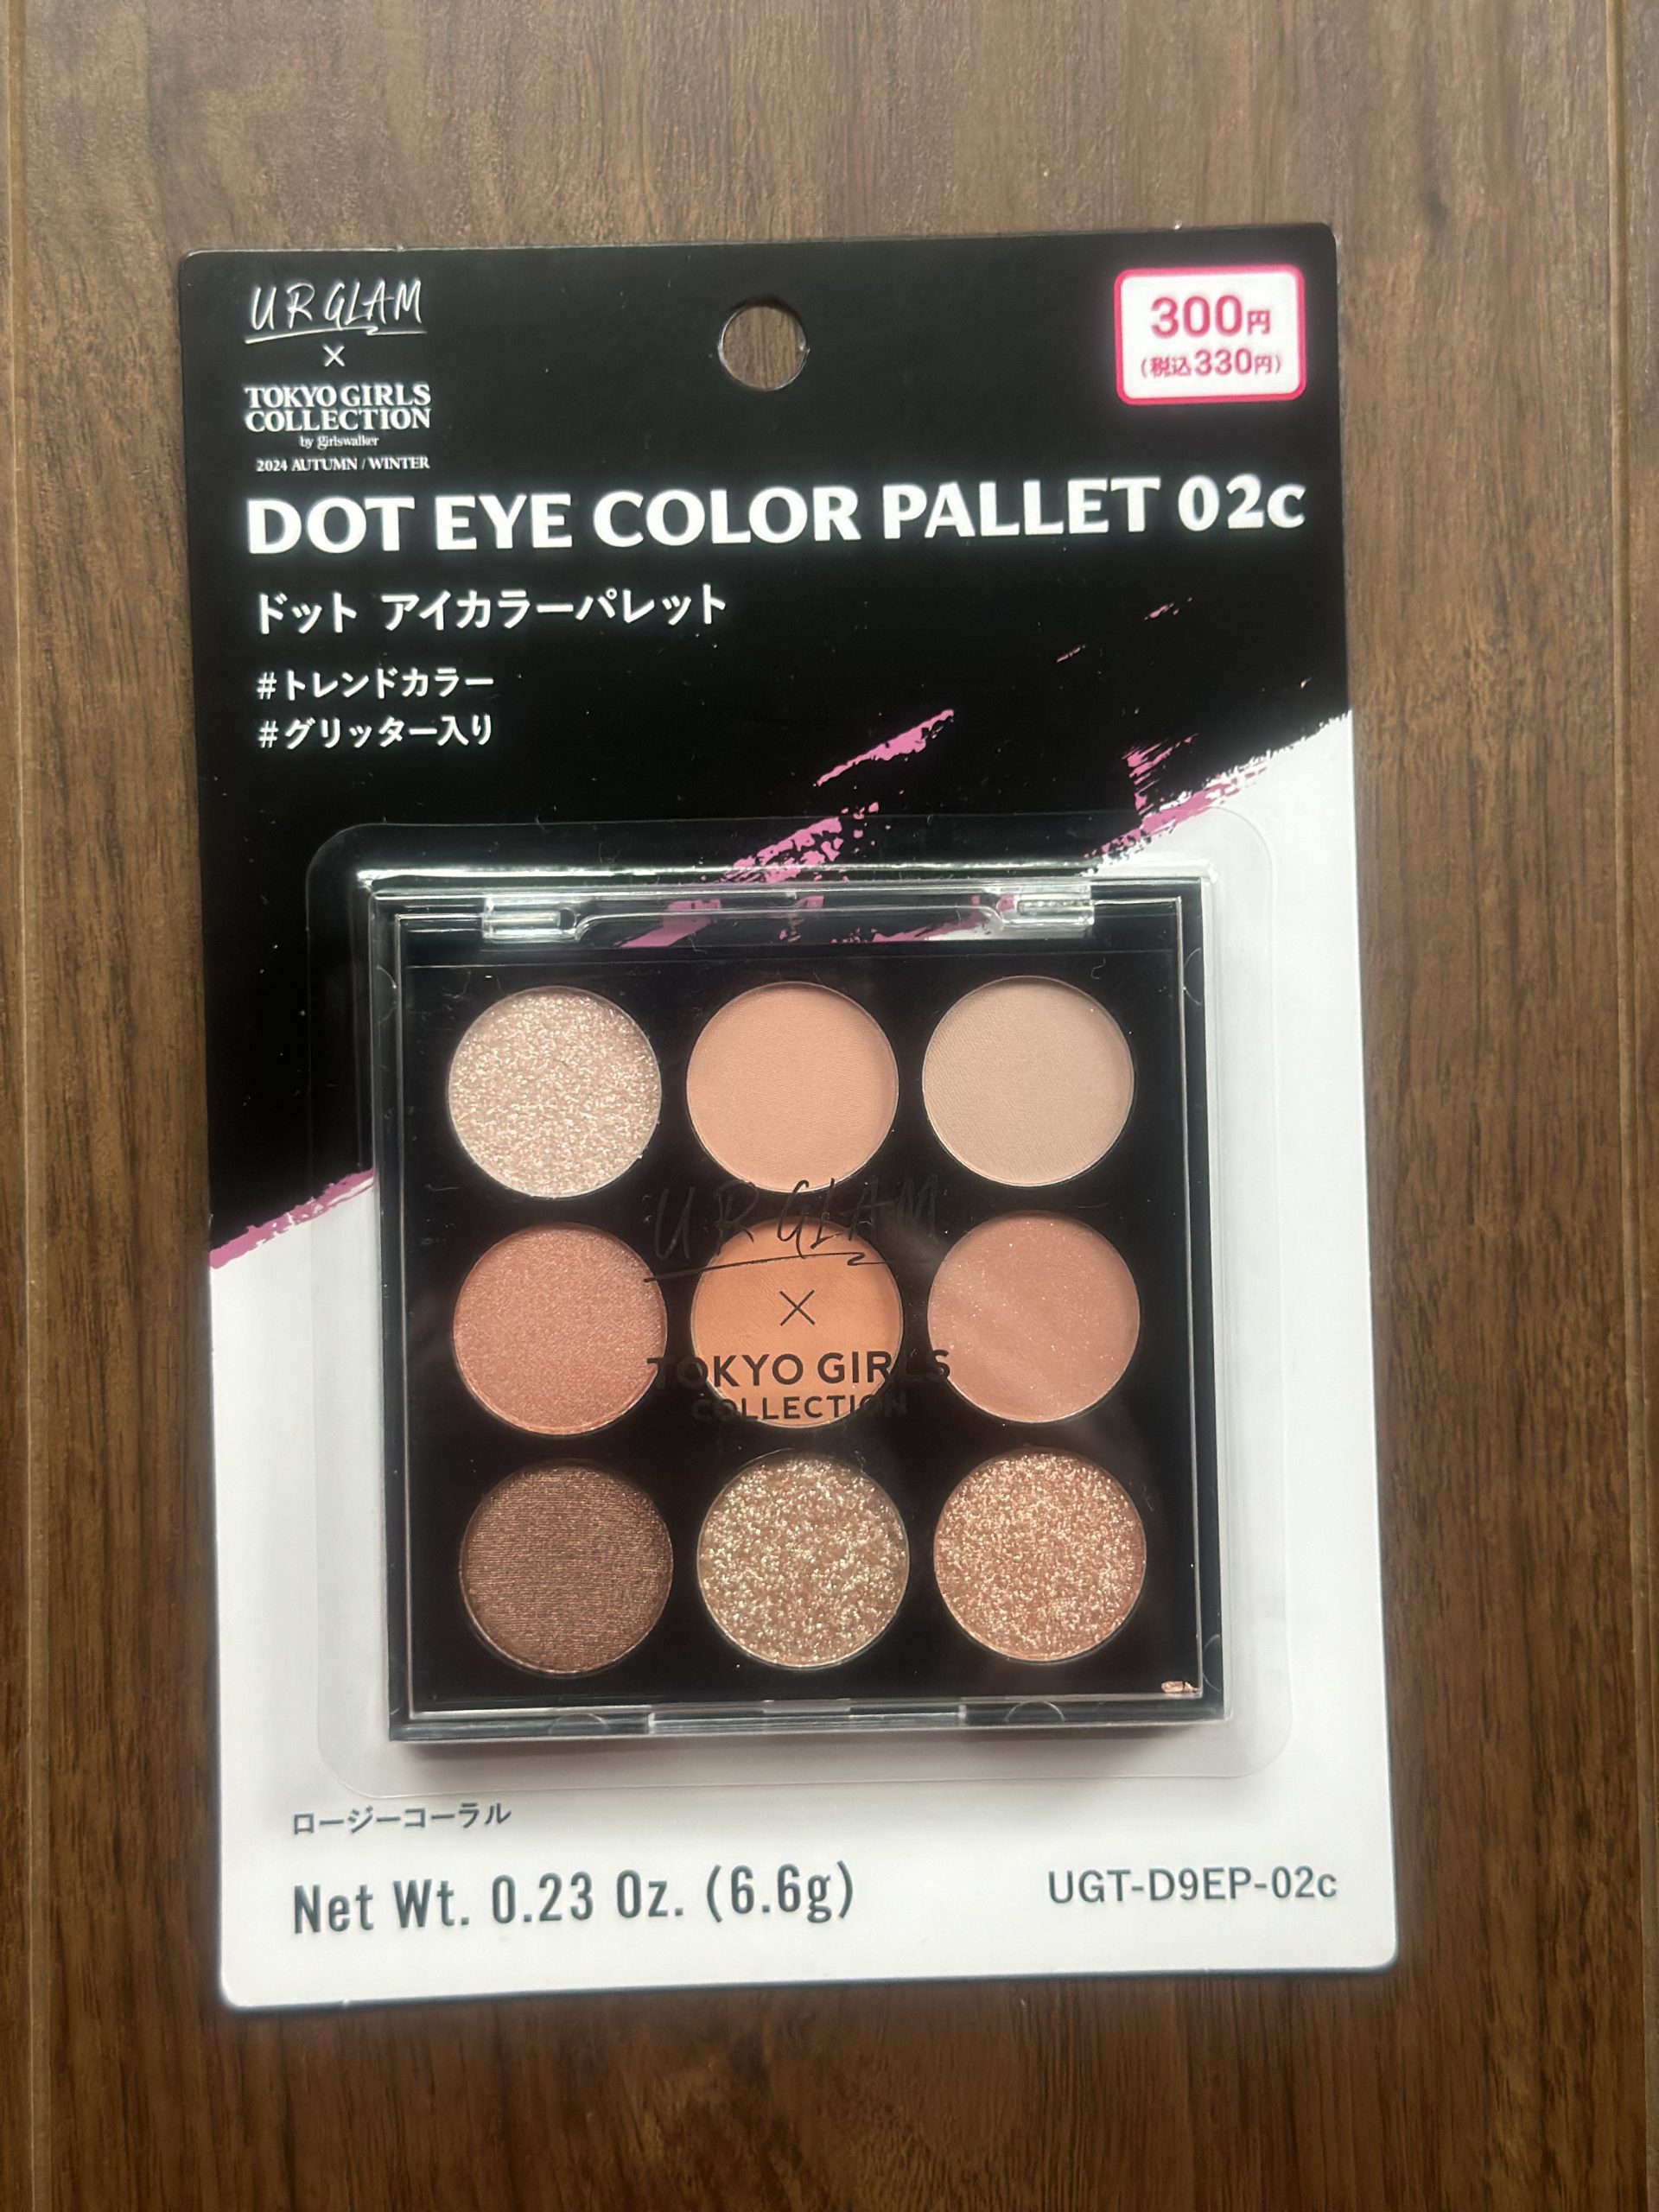 UR GLAM
×
TOKYO GIRLS
COLLECTION
by girlswalker
2024 AUTUMN / WINTER
300円
(税込330円)
DOT EYE COLOR PALLET 02c
ドット アイカラーパレット
#トレンドカラー
#グリッター入り
UR GLAM
×
TOKYO GIRLS
COLLECTION
ロージーコーラル
Net Wt. 0.23 Oz. (6.6g)
UGT-D9EP-02c